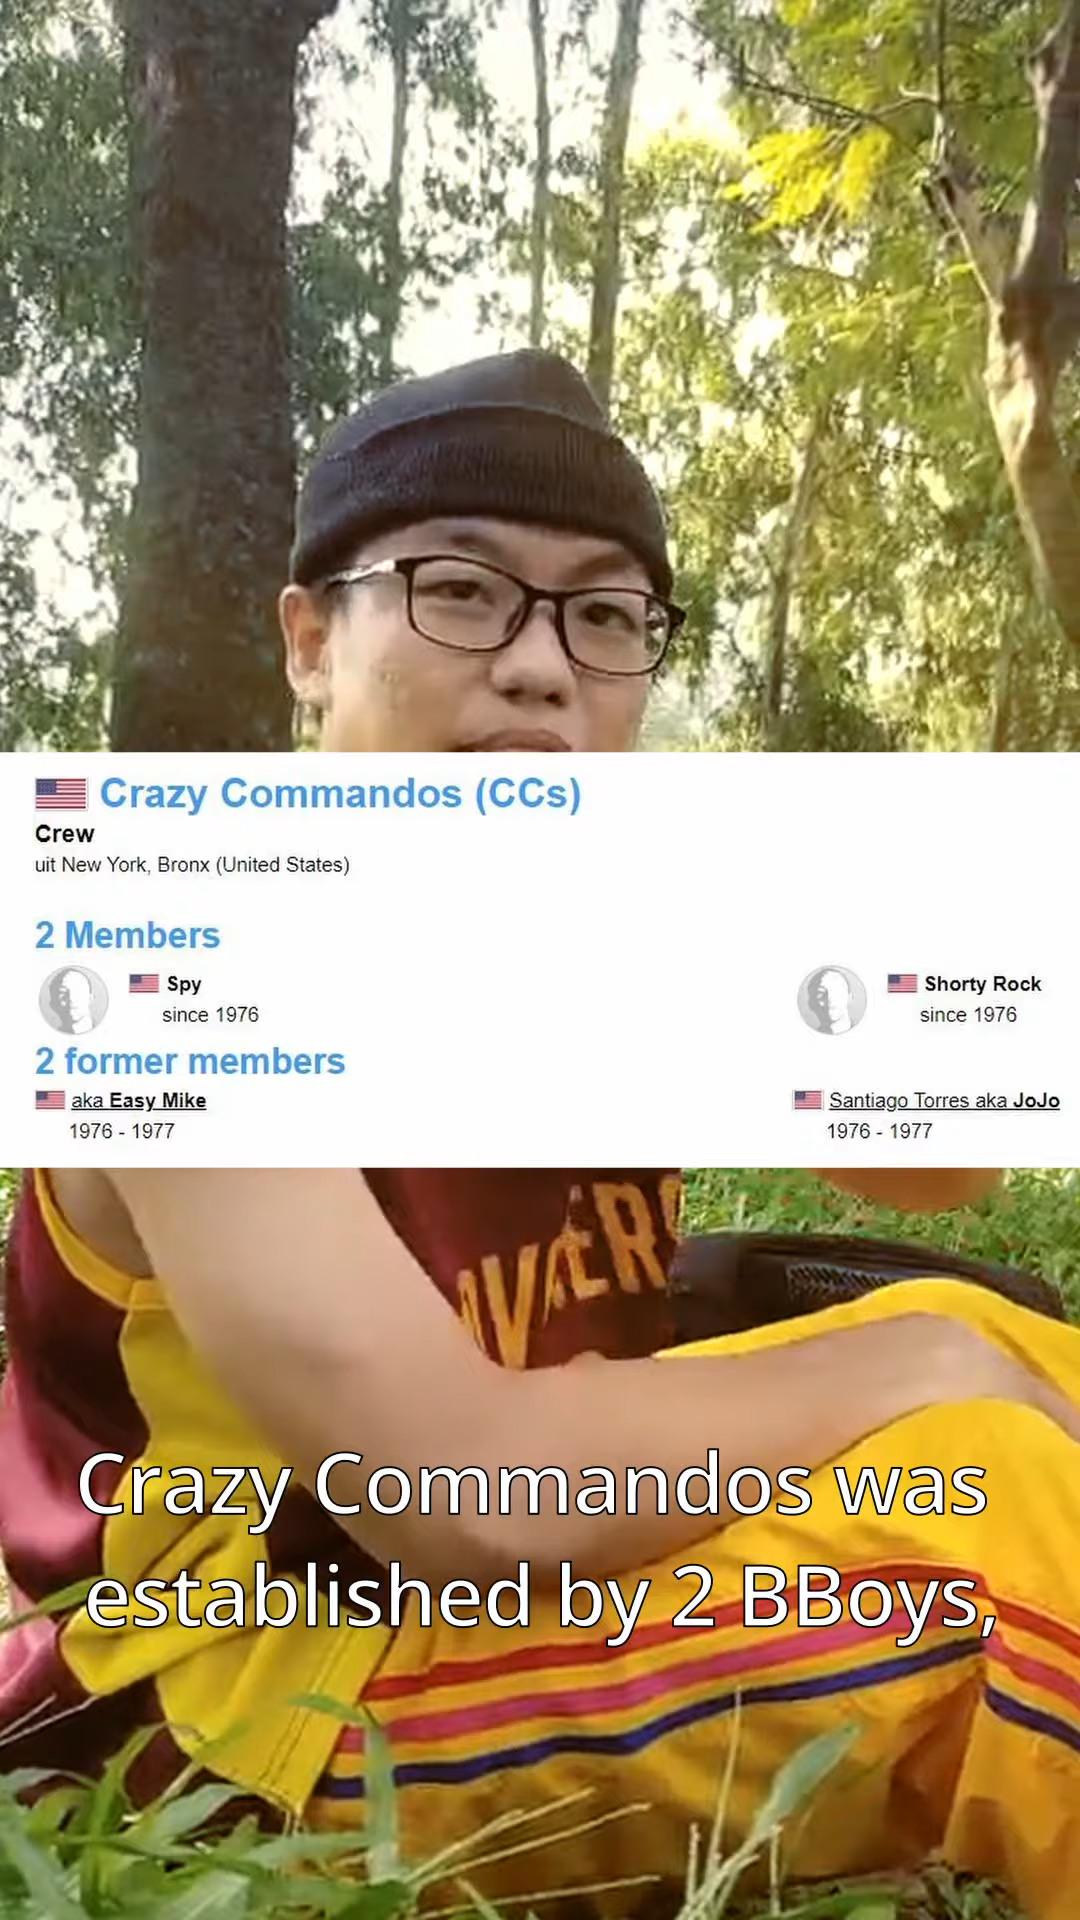 Crazy Commandos (CCs)
Crew
uit New York, Bronx (United States)
2 Members
Spy
since 1976
Shorty Rock
since 1976
2 former members
aka Easy Mike
1976 - 1977
Santiago Torres aka JoJo
1976 - 1977
Crazy Commandos was
established by 2 BBoys,